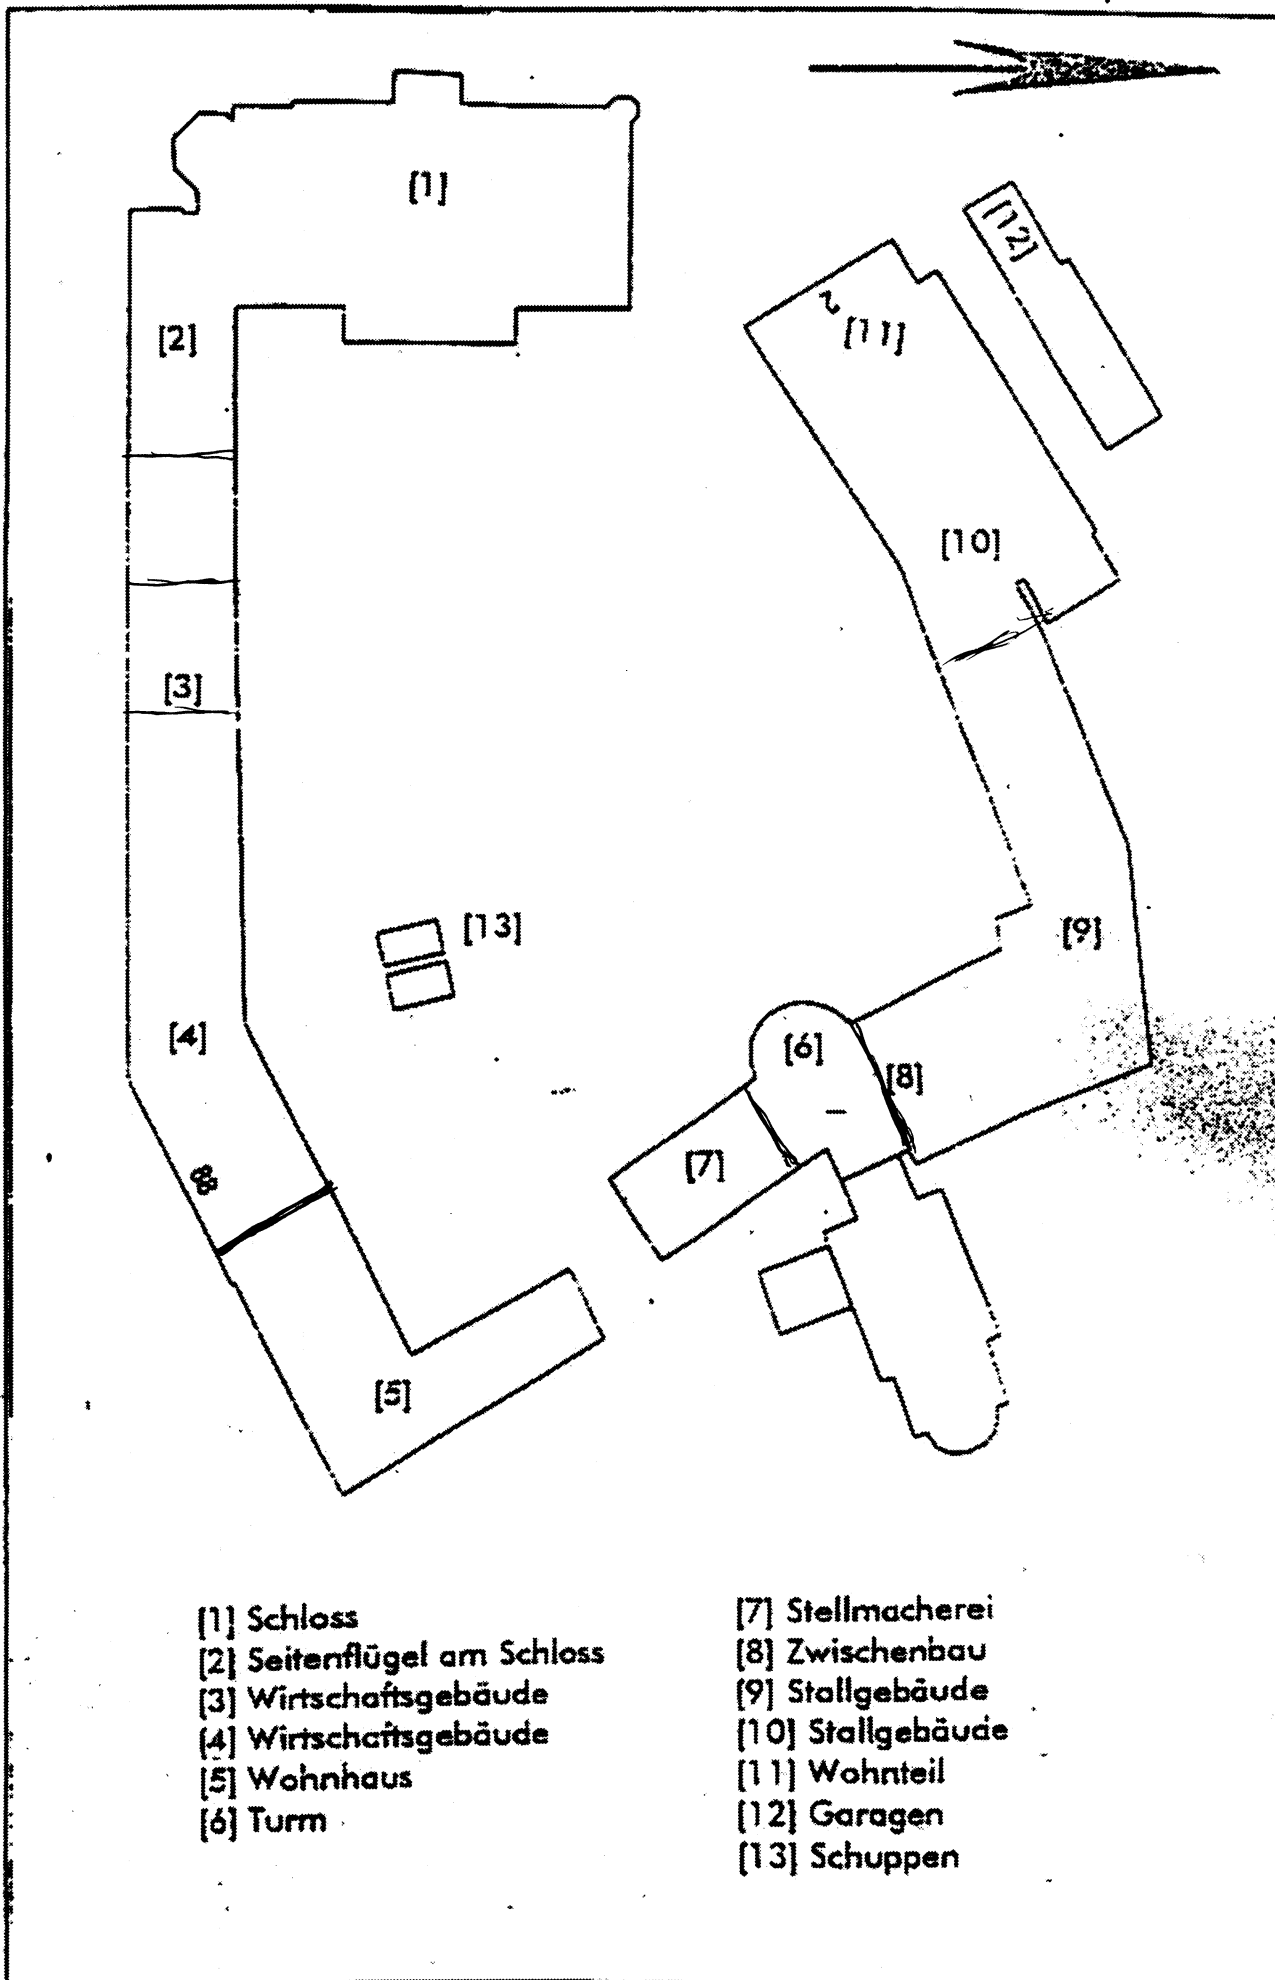 [1]
[12]
[11]
[2]
[10]
[3]
[13]
[9]
[4]
[6]
[8]
[7]
[5]
[1] Schloss
[2] Seitenflügel am Schloss
[3] Wirtschaftsgebäude
[4] Wirtschaftsgebäude
[5] Wohnhaus
[6] Turm
[7] Stellmacherei
[8] Zwischenbau
[9] Stallgebäude
[10] Stallgebäude
[11] Wohnteil
[12] Garagen
[13] Schuppen